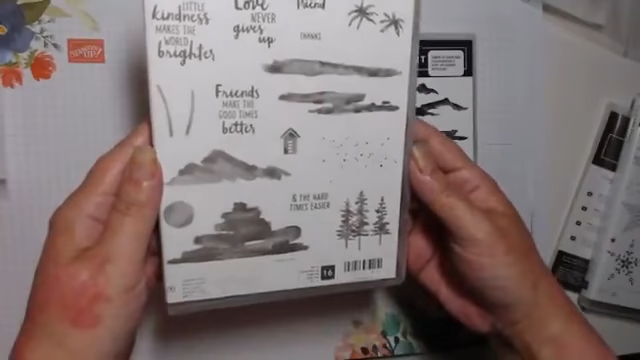 LITTLE
kindness
MAKES THE
WORLD
brighter
Love
NEVER
gives
up
friend
THANKS
Friends
MAKE THE
GOOD TIMES
better
& THE HARD
TIMES EASIER
16